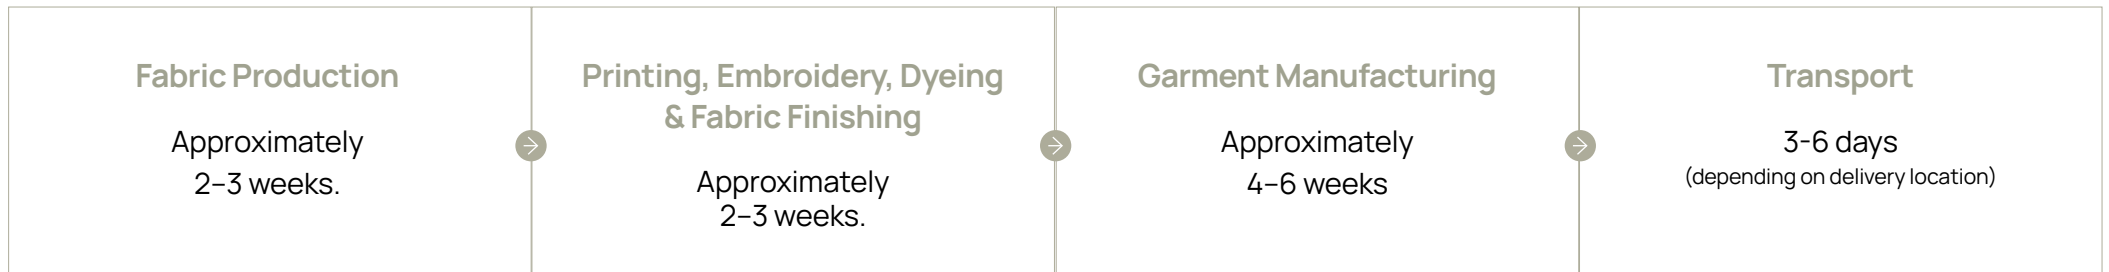 Fabric Production
Approximately
2–3 weeks.
Printing, Embroidery, Dyeing
& Fabric Finishing
Approximately
2–3 weeks.
Garment Manufacturing
Approximately
4–6 weeks
Transport
3-6 days
(depending on delivery location)